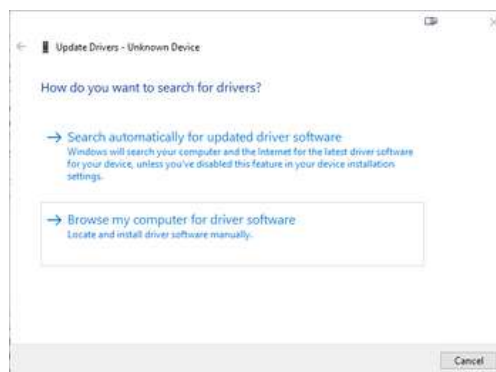 Update Drivers - Unknown Device
How do you want to search for drivers?
Search automatically for updated driver software
Windows will search your computer and the Internet for the latest driver software
for your device, unless you've disabled this feature in your device installation
settings.
Browse my computer for driver software
Locate and install driver software manually.
Cancel